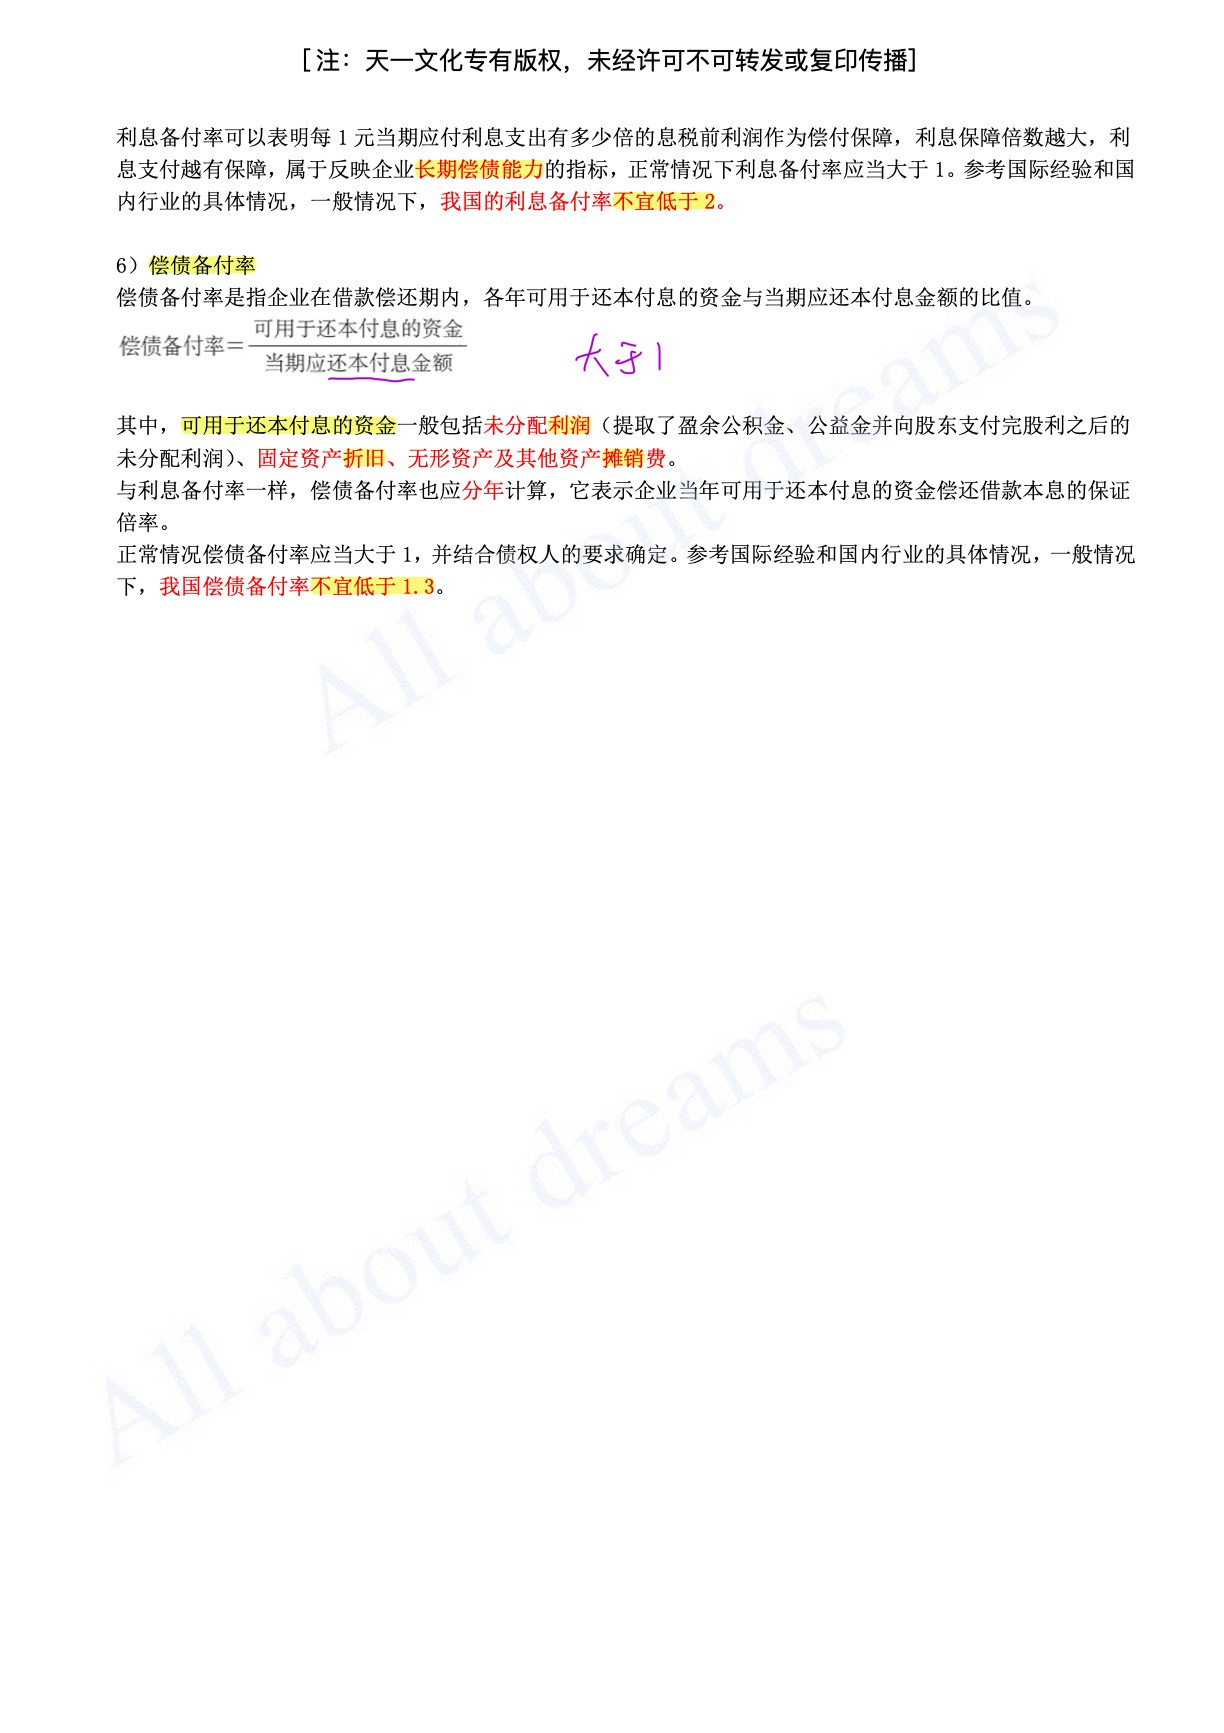 [注：天一文化专有版权，未经许可不可转发或复印传播]
利息备付率可以表明每 1 元当期应付利息支出有多少倍的息税前利润作为偿付保障，利息保障倍数越大，利
息支付越有保障，属于反映企业长期偿债能力的指标，正常情况下利息备付率应当大于 1。参考国际经验和国
内行业的具体情况，一般情况下，我国的利息备付率不宜低于 2。
6）偿债备付率
偿债备付率是指企业在借款偿还期内，各年可用于还本付息的资金与当期应还本付息金额的比值。
可用于还本付息的资金
偿债备付率＝
当期应还本付息金额
大于1
其中，可用于还本付息的资金一般包括未分配利润（提取了盈余公积金、公益金并向股东支付完股利之后的
未分配利润）、固定资产折旧、无形资产及其他资产摊销费。
与利息备付率一样，偿债备付率也应分年计算，它表示企业当年可用于还本付息的资金偿还借款本息的保证
倍率。
正常情况偿债备付率应当大于 1，并结合债权人的要求确定。参考国际经验和国内行业的具体情况，一般情况
下，我国偿债备付率不宜低于 1.3。
All about dreams
All about dreams